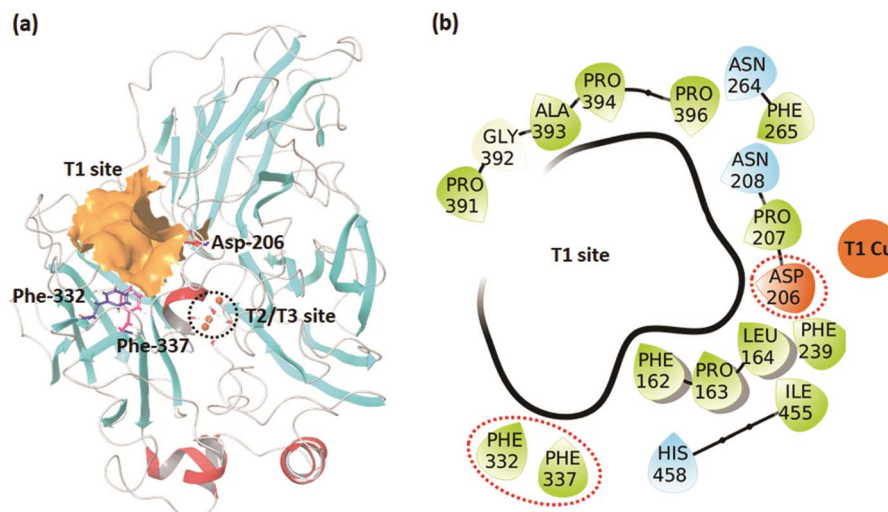 (a)
T1 site
Asp-206
Phe-332
T2/T3 site
Phe-337
(b)
PRO
391
GLY
392
ALA
393
PRO
394
PRO
396
ASN
264
PHE
265
ASN
208
PRO
207
ASP
206
T1 Cu
T1 site
PHE
162
PRO
163
LEU
164
PHE
239
ILE
455
HIS
458
PHE
332
PHE
337